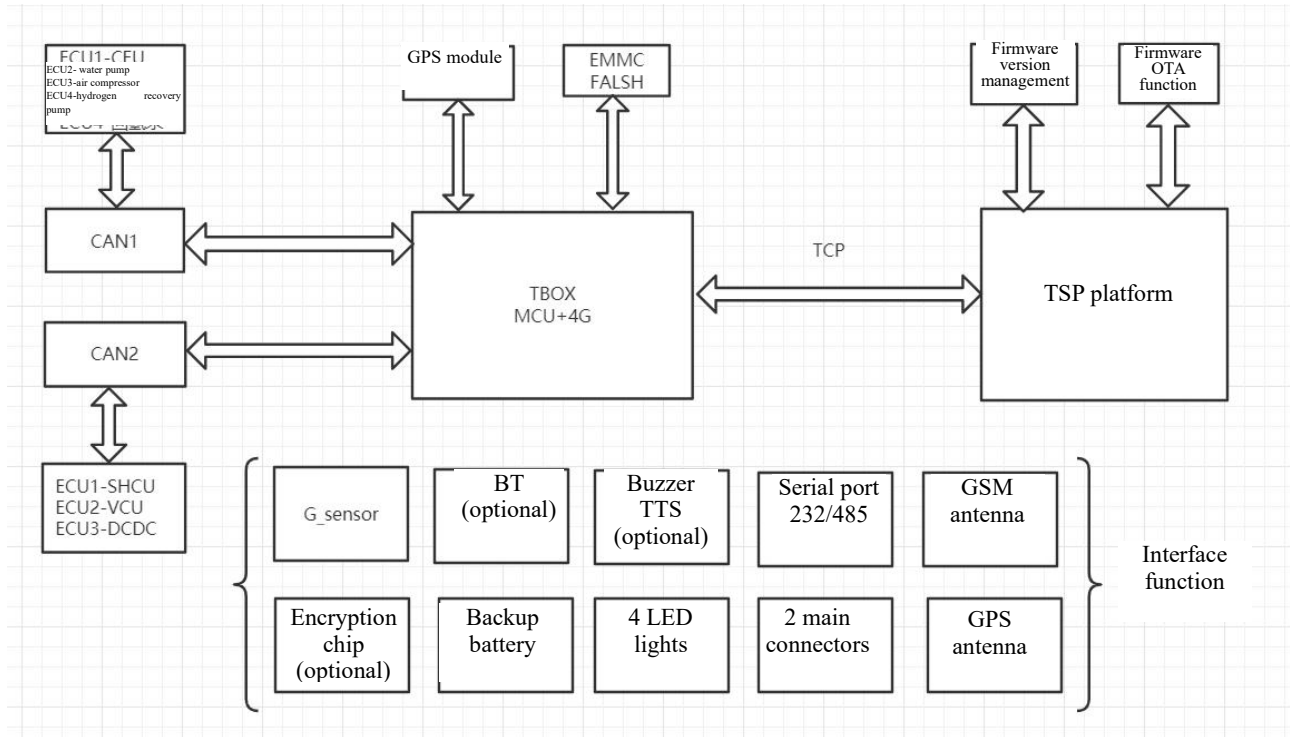 ECU1-CEU
ECU2- water pump
ECU3-air compressor
ECU4-hydrogen recovery
pump
GPS module
EMMC
FALSH
Firmware
version
management
Firmware
OTA
function
CAN1
TBOX
MCU+4G
TCP
TSP platform
CAN2
ECU1-SHCU
ECU2-VCU
ECU3-DCDC
G_sensor
BT
(optional)
Buzzer
TTS
(optional)
Serial port
232/485
GSM
antenna
Interface
function
Encryption
chip
(optional)
Backup
battery
4 LED
lights
2 main
connectors
GPS
antenna